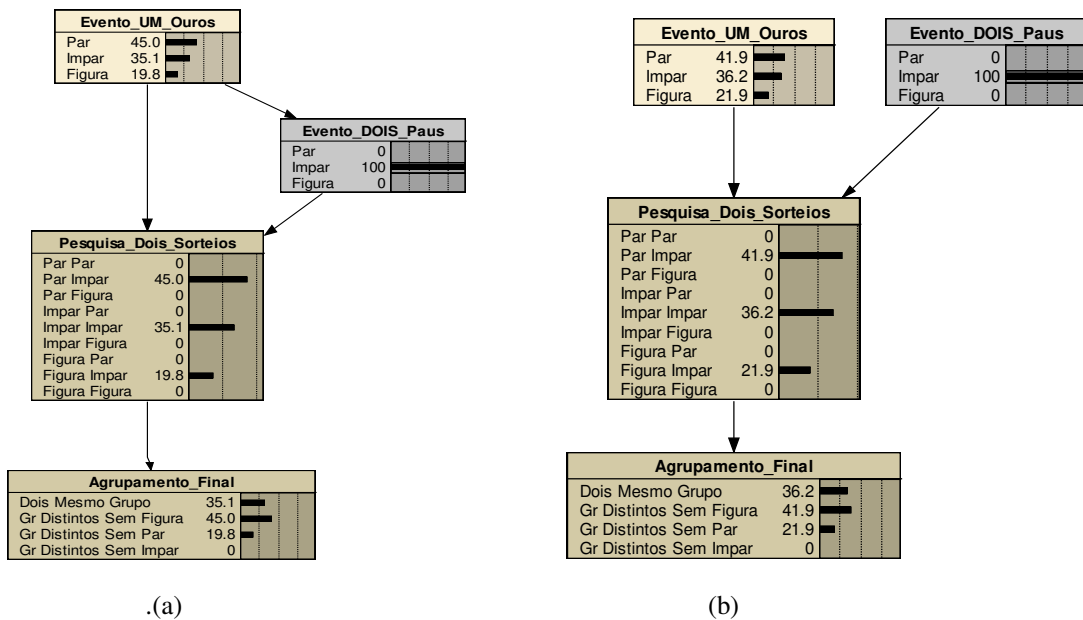 Evento_UM_Ouros
Par 45.0
Impar 35.1
Figura 19.8
Evento_DOIS_Paus
Par 0
Impar 100
Figura 0
Pesquisa_Dois_Sorteios
Par Par 0
Par Impar 45.0
Par Figura 0
Impar Par 0
Impar Impar 35.1
Impar Figura 0
Figura Par 0
Figura Impar 19.8
Figura Figura 0
Agrupamento_Final
Dois Mesmo Grupo 35.1
Gr Distintos Sem Figura 45.0
Gr Distintos Sem Par 19.8
Gr Distintos Sem Impar 0
.(a)
Evento_UM_Ouros
Par 41.9
Impar 36.2
Figura 21.9
Evento_DOIS_Paus
Par 0
Impar 100
Figura 0
Pesquisa_Dois_Sorteios
Par Par 0
Par Impar 41.9
Par Figura 0
Impar Par 0
Impar Impar 36.2
Impar Figura 0
Figura Par 0
Figura Impar 21.9
Figura Figura 0
Agrupamento_Final
Dois Mesmo Grupo 36.2
Gr Distintos Sem Figura 41.9
Gr Distintos Sem Par 21.9
Gr Distintos Sem Impar 0
(b)